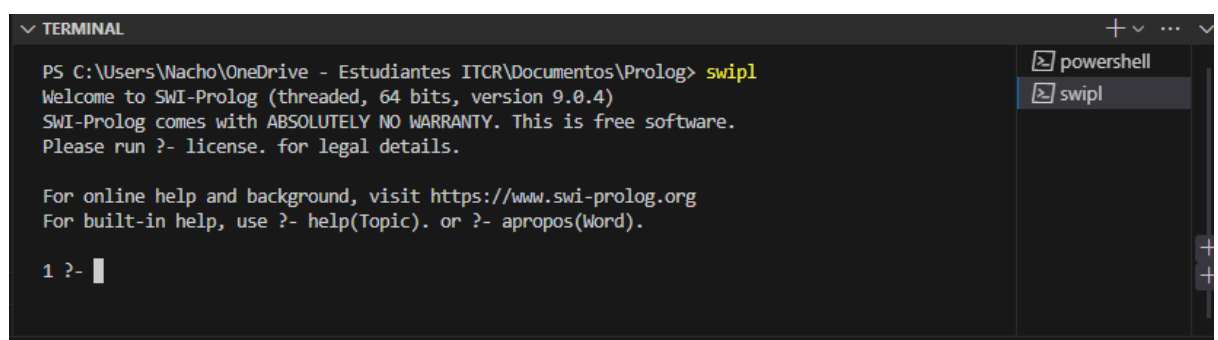 TERMINAL
PS C:\Users\Nacho\OneDrive - Estudiantes ITCR\Documentos\Prolog> swipl
Welcome to SWI-Prolog (threaded, 64 bits, version 9.0.4)
SWI-Prolog comes with ABSOLUTELY NO WARRANTY. This is free software.
Please run ?- license. for legal details.
For online help and background, visit https://www.swi-prolog.org
For built-in help, use ?- help(Topic). or ?- apropos(Word).
1 ?-
powershell
swipl